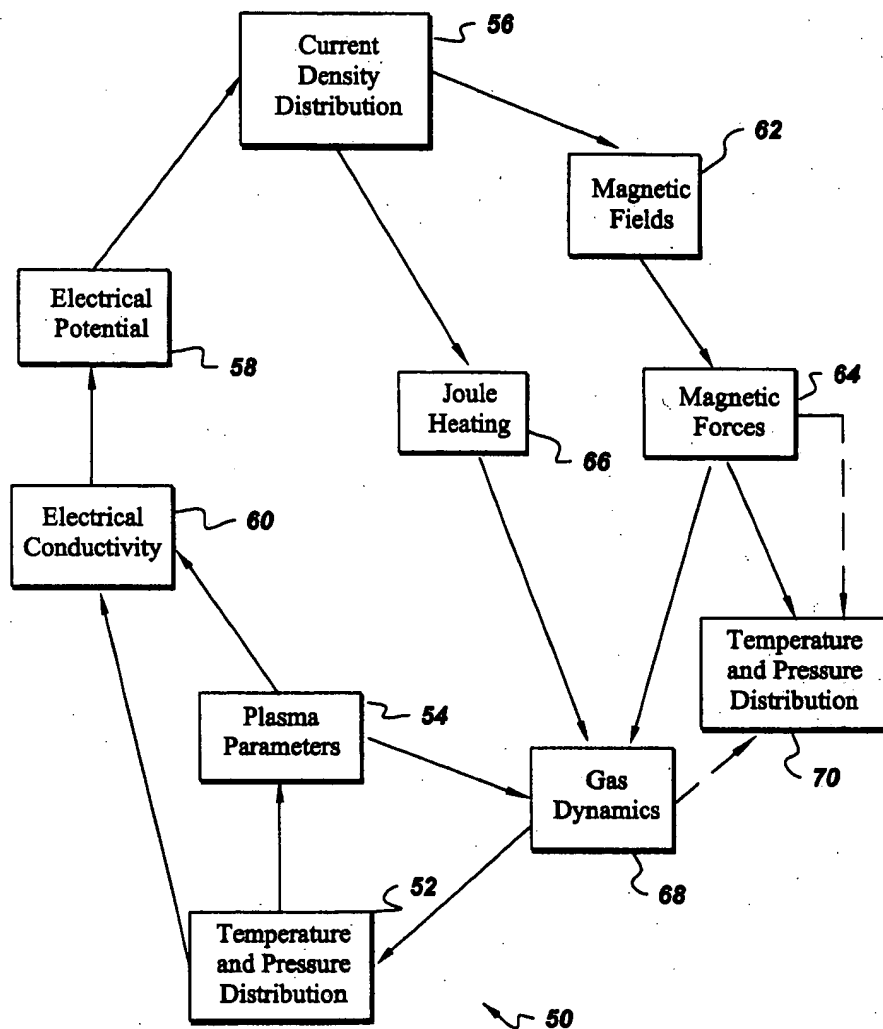 56
Current
Density
Distribution
62
Magnetic
Fields
Electrical
Potential
58
Joule
Heating
66
64
Magnetic
Forces
Electrical
Conductivity
60
Temperature
and Pressure
Distribution
70
Plasma
Parameters
54
Gas
Dynamics
68
52
Temperature
and Pressure
Distribution
50